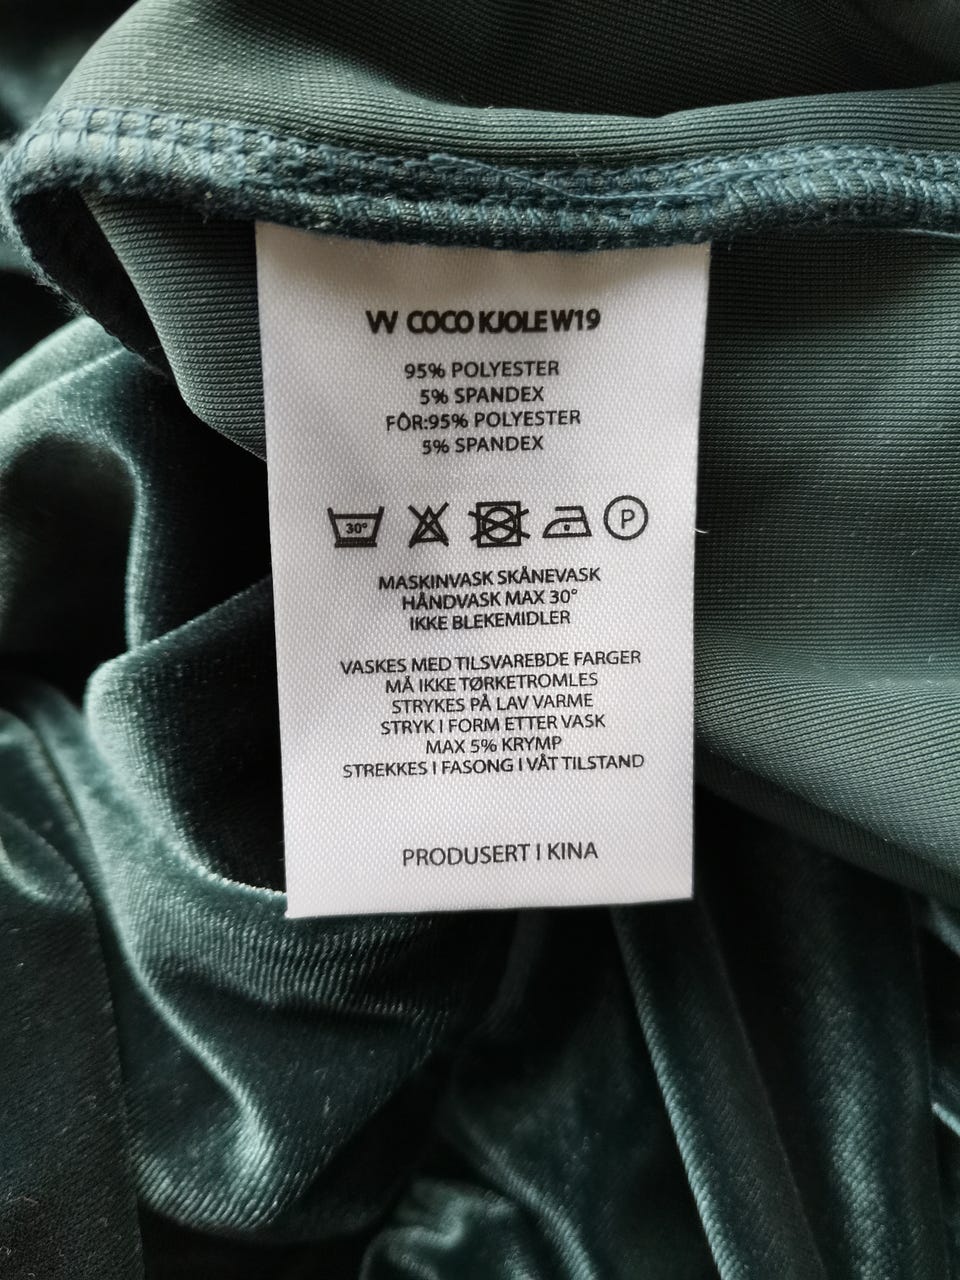 VV COCO KJOLE W19
95% POLYESTER
5% SPANDEX
FÔR:95% POLYESTER
5% SPANDEX
30° P
MASKINVASK SKÅNEVASK
HÅNDVASK MAX 30°
IKKE BLEKEMIDLER
VASKES MED TILSVAREBDE FARGER
MÅ IKKE TØRKETROMLES
STRYKES PÅ LAV VARME
STRYK I FORM ETTER VASK
MAX 5% KRYMP
STREKKES I FASONG I VÅT TILSTAND
PRODUSERT I KINA